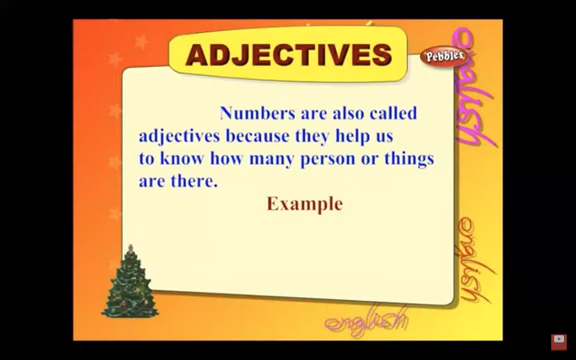 ADJECTIVES
Pebbles
Numbers are also called
adjectives because they help us
to know how many person or things
are there.
Example
english
english
english